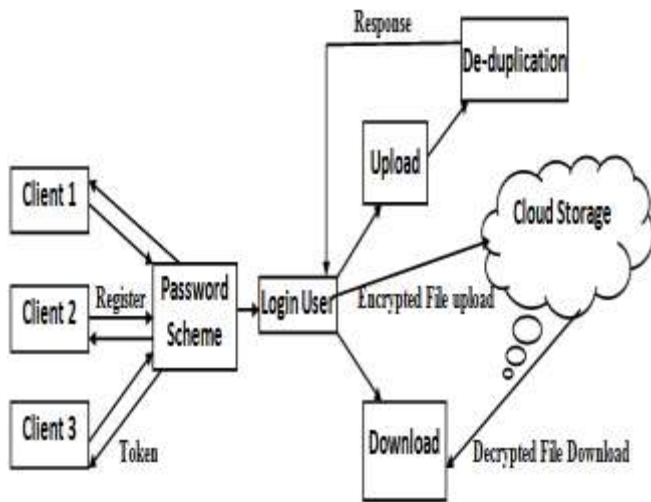 Response
De-duplication
Upload
Client 1
Cloud Storage
Register
Password
Scheme
Client 2
Login User
Encrypted File upload
Client 3
Token
Download
Decrypted File Download